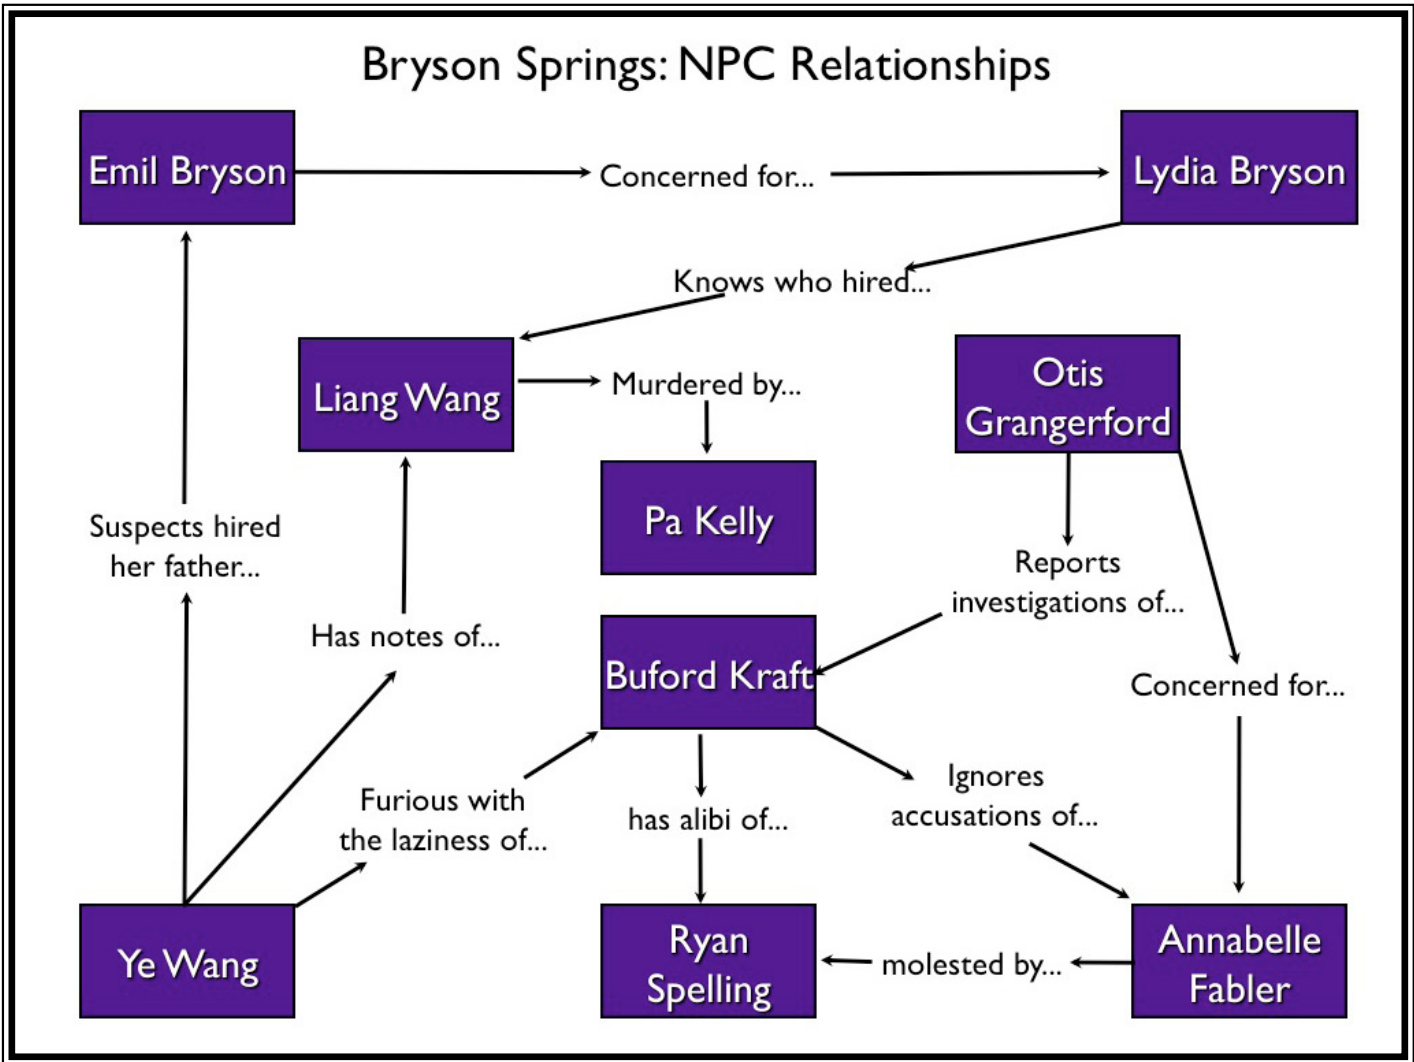 Bryson Springs: NPC Relationships
Emil Bryson
Concerned for...
Lydia Bryson
Knows who hired...
Liang Wang
Murdered by...
Otis
Grangerford
Pa Kelly
Suspects hired
her father...
Reports
investigations of...
Has notes of...
Buford Kraft
Concerned for...
Furious with
the laziness of...
has alibi of...
Ignores
accusations of...
Ye Wang
Ryan
Spelling
molested by...
Annabelle
Fabler